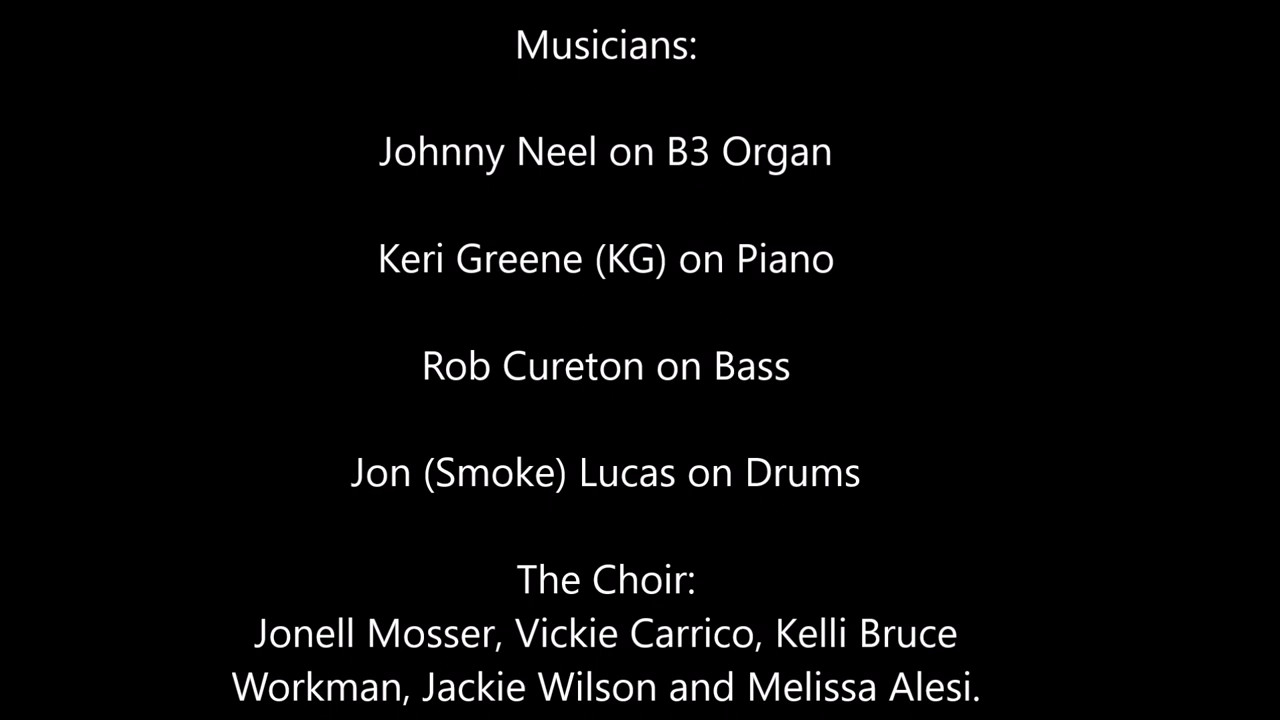 Musicians:
Johnny Neel on B3 Organ
Keri Greene (KG) on Piano
Rob Cureton on Bass
Jon (Smoke) Lucas on Drums
The Choir:
Jonell Mosser, Vickie Carrico, Kelli Bruce
Workman, Jackie Wilson and Melissa Alesi.